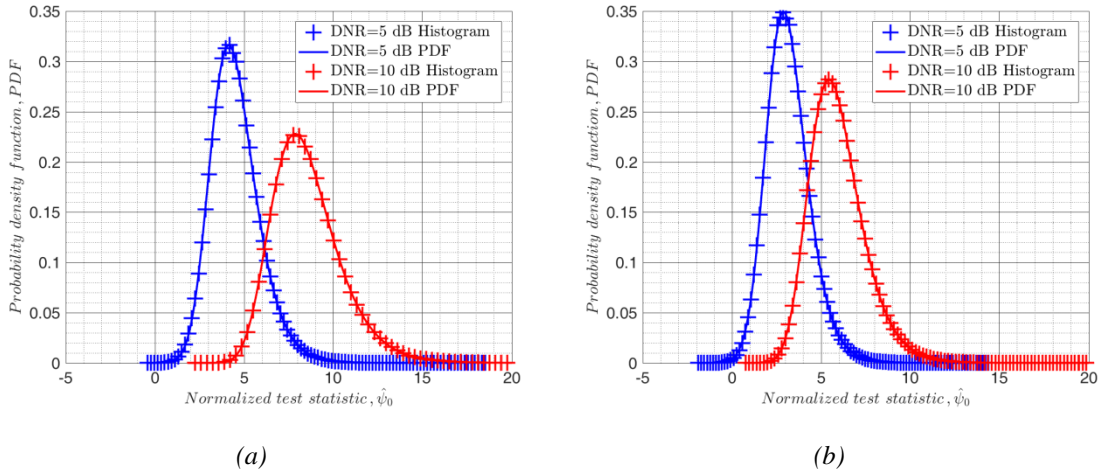 0.35
0.3
0.25
0.2
0.15
0.1
0.05
0
-5
0
5
10
15
20
Probability density function, PDF
Normalized test statistic, ψ̂₀
DNR=5 dB Histogram
DNR=5 dB PDF
DNR=10 dB Histogram
DNR=10 dB PDF
(a)
0.35
0.3
0.25
0.2
0.15
0.1
0.05
0
-5
0
5
10
15
20
Probability density function, PDF
Normalized test statistic, ψ̂₀
DNR=5 dB Histogram
DNR=5 dB PDF
DNR=10 dB Histogram
DNR=10 dB PDF
(b)